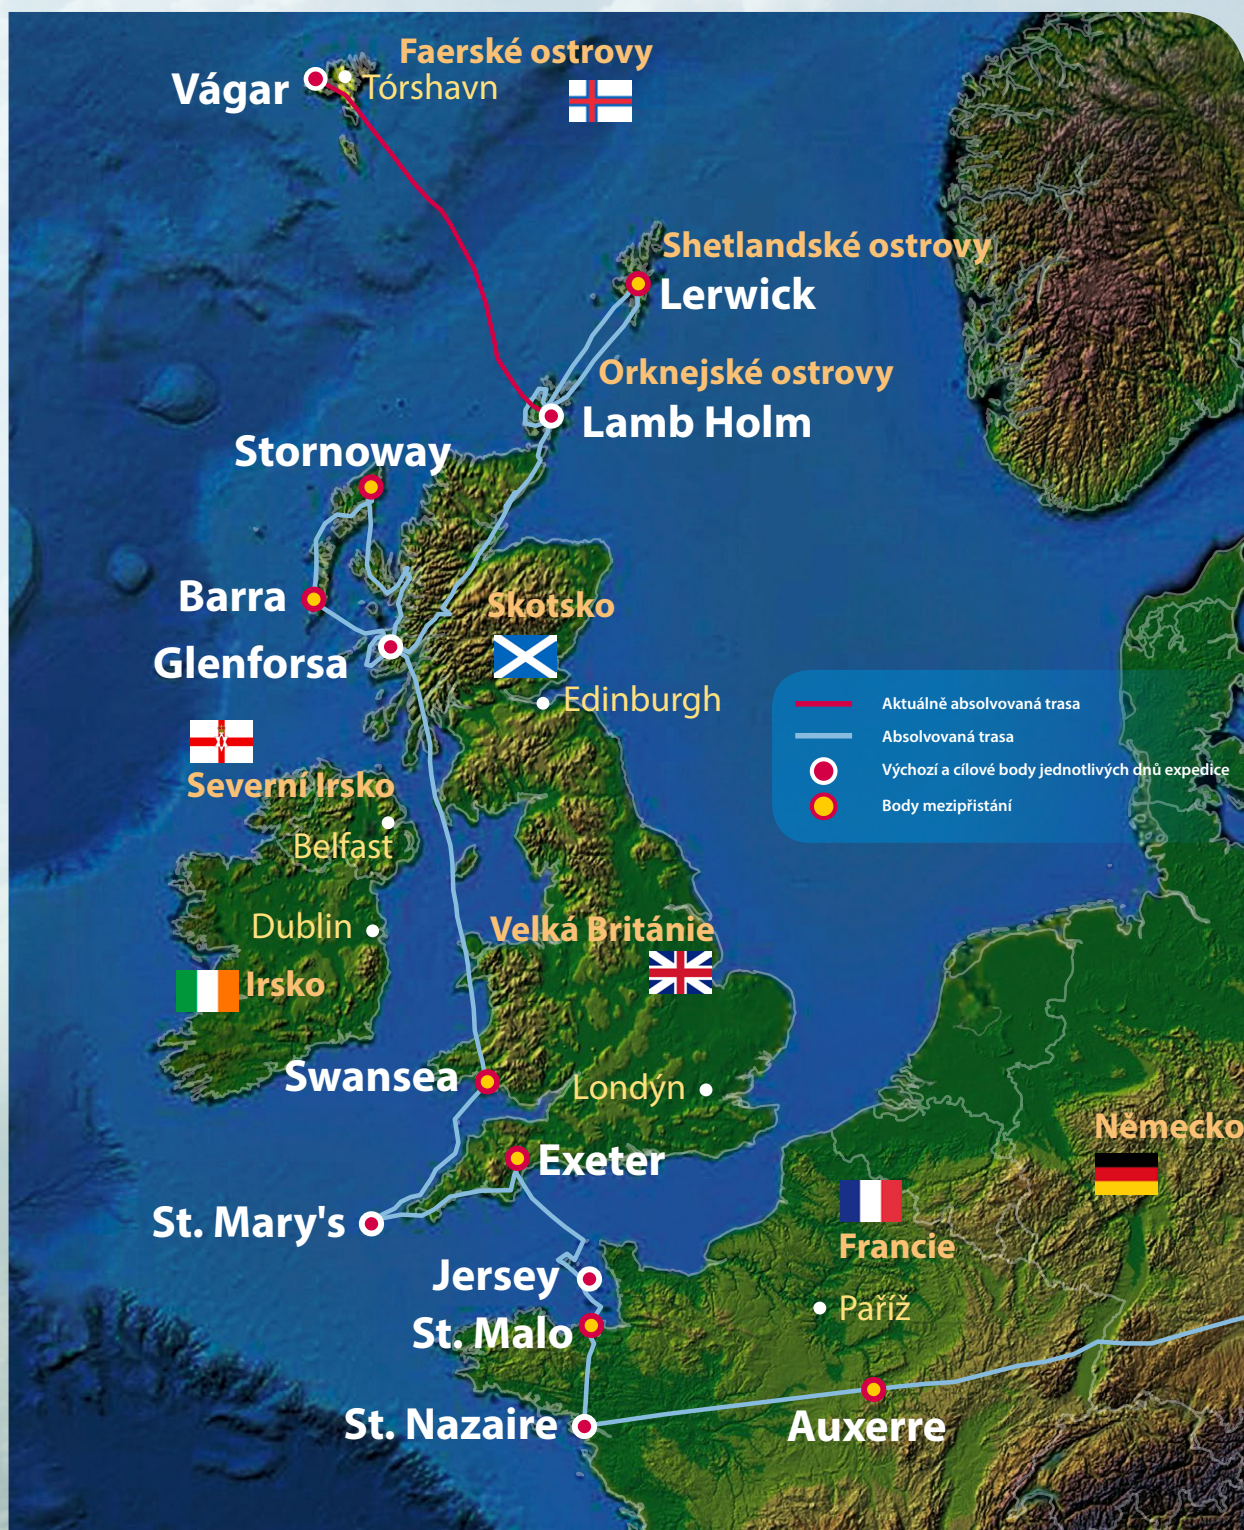 Faerské ostrovy
Vágar
Tórshavn
Shetlandské ostrovy
Lerwick
Orknejské ostrovy
Lamb Holm
Stornoway
Barra
Skotsko
Glenforsa
Edinburgh
Aktuálně absolvovaná trasa
Absolvovaná trasa
Výchozí a cílové body jednotlivých dnů expedice
Body mezipřistání
Severní Irsko
Belfast
Dublin
Velká Británie
Irsko
Swansea
Londýn
Německo
Exeter
St. Mary's
Francie
Jersey
Paříž
St. Malo
St. Nazaire
Auxerre